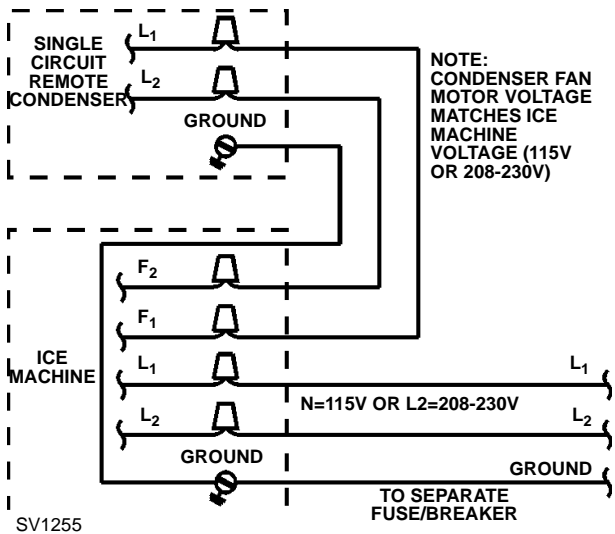 SINGLE
CIRCUIT
REMOTE
CONDENSER
L1
L2
GROUND
NOTE:
CONDENSER FAN
MOTOR VOLTAGE
MATCHES ICE
MACHINE
VOLTAGE (115V
OR 208-230V)
ICE
MACHINE
F2
F1
L1
L2
GROUND
L1
N=115V OR L2=208-230V
L2
GROUND
TO SEPARATE
FUSE/BREAKER
SV1255